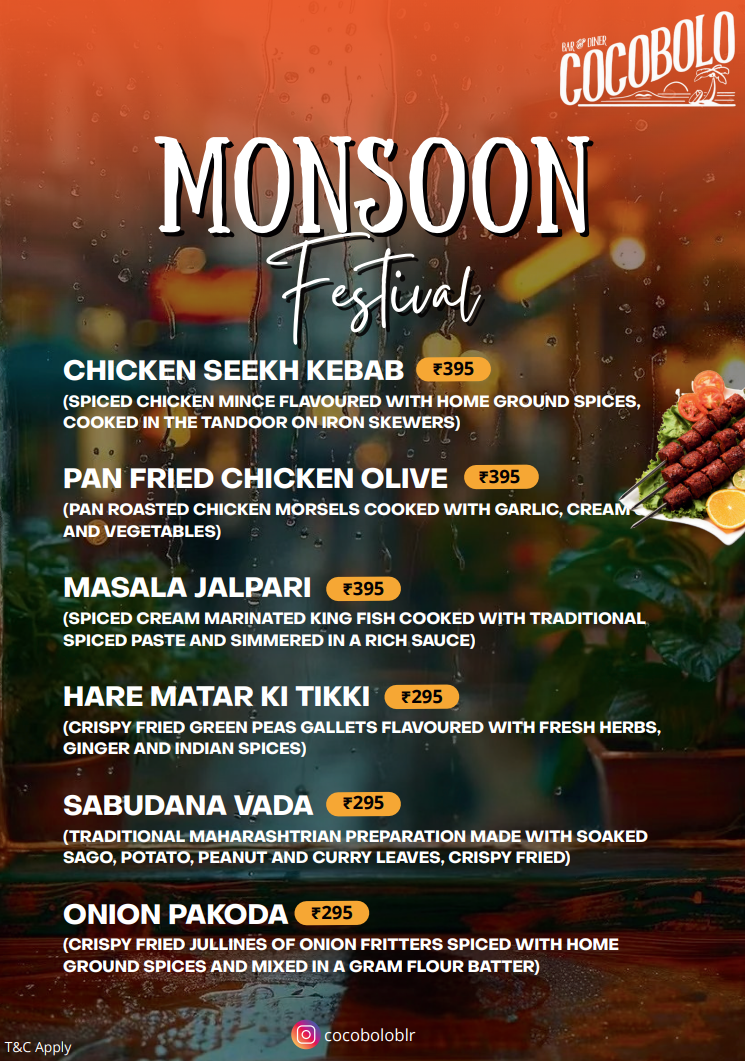 BAR & DINER
COCOBOLO
MONSOON
Festival
CHICKEN SEEKH KEBAB ₹395
(SPICED CHICKEN MINCE FLAVOURED WITH HOME GROUND SPICES,
COOKED IN THE TANDOOR ON IRON SKEWERS)
PAN FRIED CHICKEN OLIVE ₹395
(PAN ROASTED CHICKEN MORSELS COOKED WITH GARLIC, CREAM
AND VEGETABLES)
MASALA JALPARI ₹395
(SPICED CREAM MARINATED KING FISH COOKED WITH TRADITIONAL
SPICED PASTE AND SIMMERED IN A RICH SAUCE)
HARE MATAR KI TIKKI ₹295
(CRISPY FRIED GREEN PEAS GALLETS FLAVOURED WITH FRESH HERBS,
GINGER AND INDIAN SPICES)
SABUDANA VADA ₹295
(TRADITIONAL MAHARASHTRIAN PREPARATION MADE WITH SOAKED
SAGO, POTATO, PEANUT AND CURRY LEAVES, CRISPY FRIED)
ONION PAKODA ₹295
(CRISPY FRIED JULLINES OF ONION FRITTERS SPICED WITH HOME
GROUND SPICES AND MIXED IN A GRAM FLOUR BATTER)
cocoboloblr
T&C Apply